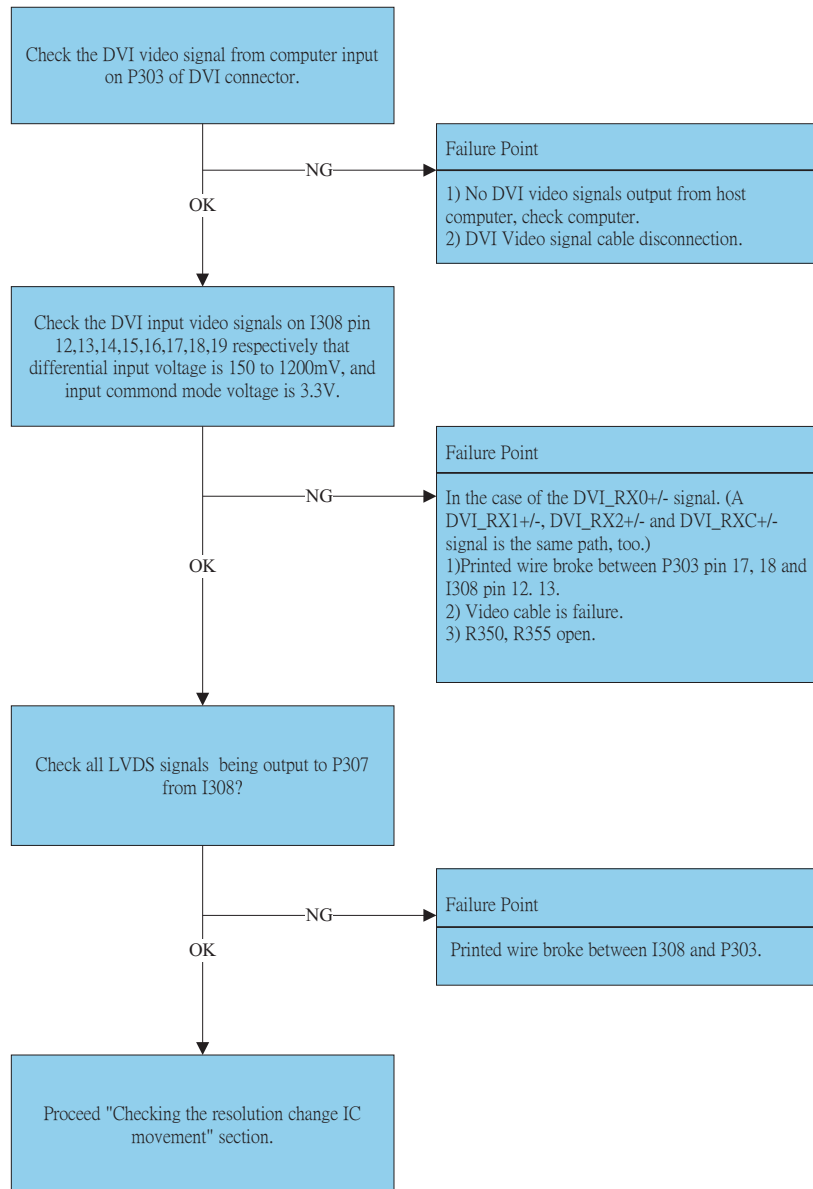 Check the DVI video signal from computer input
on P303 of DVI connector.
NG
OK
Failure Point
1) No DVI video signals output from host
computer, check computer.
2) DVI Video signal cable disconnection.
Check the DVI input video signals on I308 pin
12,13,14,15,16,17,18,19 respectively that
differential input voltage is 150 to 1200mV, and
input commond mode voltage is 3.3V.
NG
OK
Failure Point
In the case of the DVI_RX0+/- signal. (A
DVI_RX1+/-, DVI_RX2+/- and DVI_RXC+/-
signal is the same path, too.)
1)Printed wire broke between P303 pin 17, 18 and
I308 pin 12. 13.
2) Video cable is failure.
3) R350, R355 open.
Check all LVDS signals being output to P307
from I308?
NG
OK
Failure Point
Printed wire broke between I308 and P303.
Proceed "Checking the resolution change IC
movement" section.